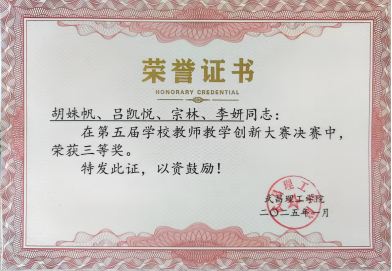 荣誉证书
HONORARY CREDENTIAL
胡姝帆、吕凯悦、宗林、李妍同志：
在第五届学校教师教学创新大赛决赛中，
荣获三等奖。
特发此证，以资鼓励！
武昌理工学院
二〇二五年一月